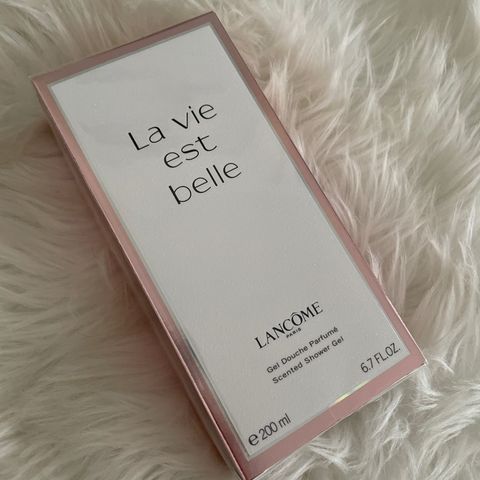 La vie
est
belle
LANCÔME
PARIS
Gel Douche Parfumé
Scented Shower Gel
e 200 ml 6.7 FL.OZ.